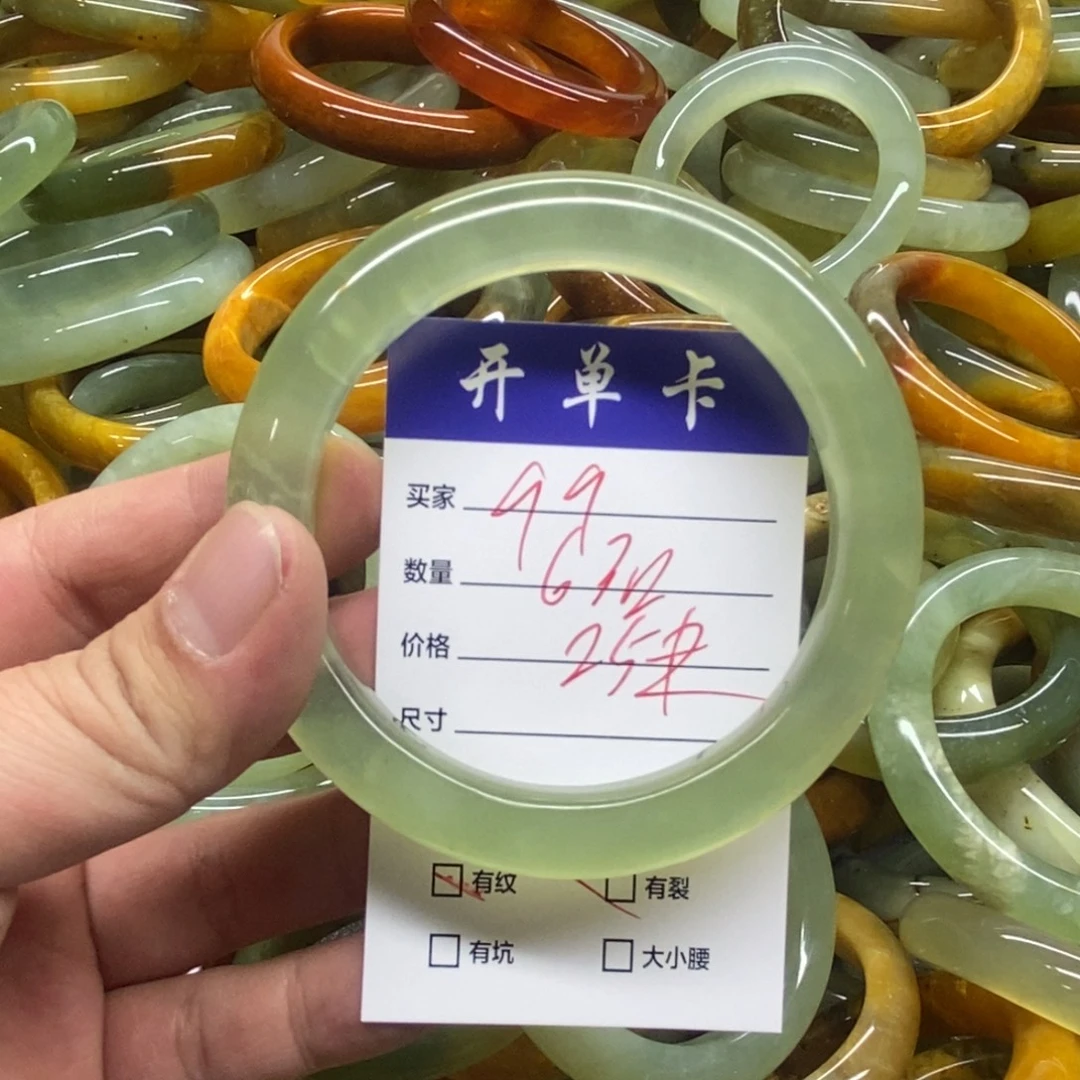 开单卡
买家 99
数量 6
价格 25
尺寸
有纹 有裂
有坑 大小腰